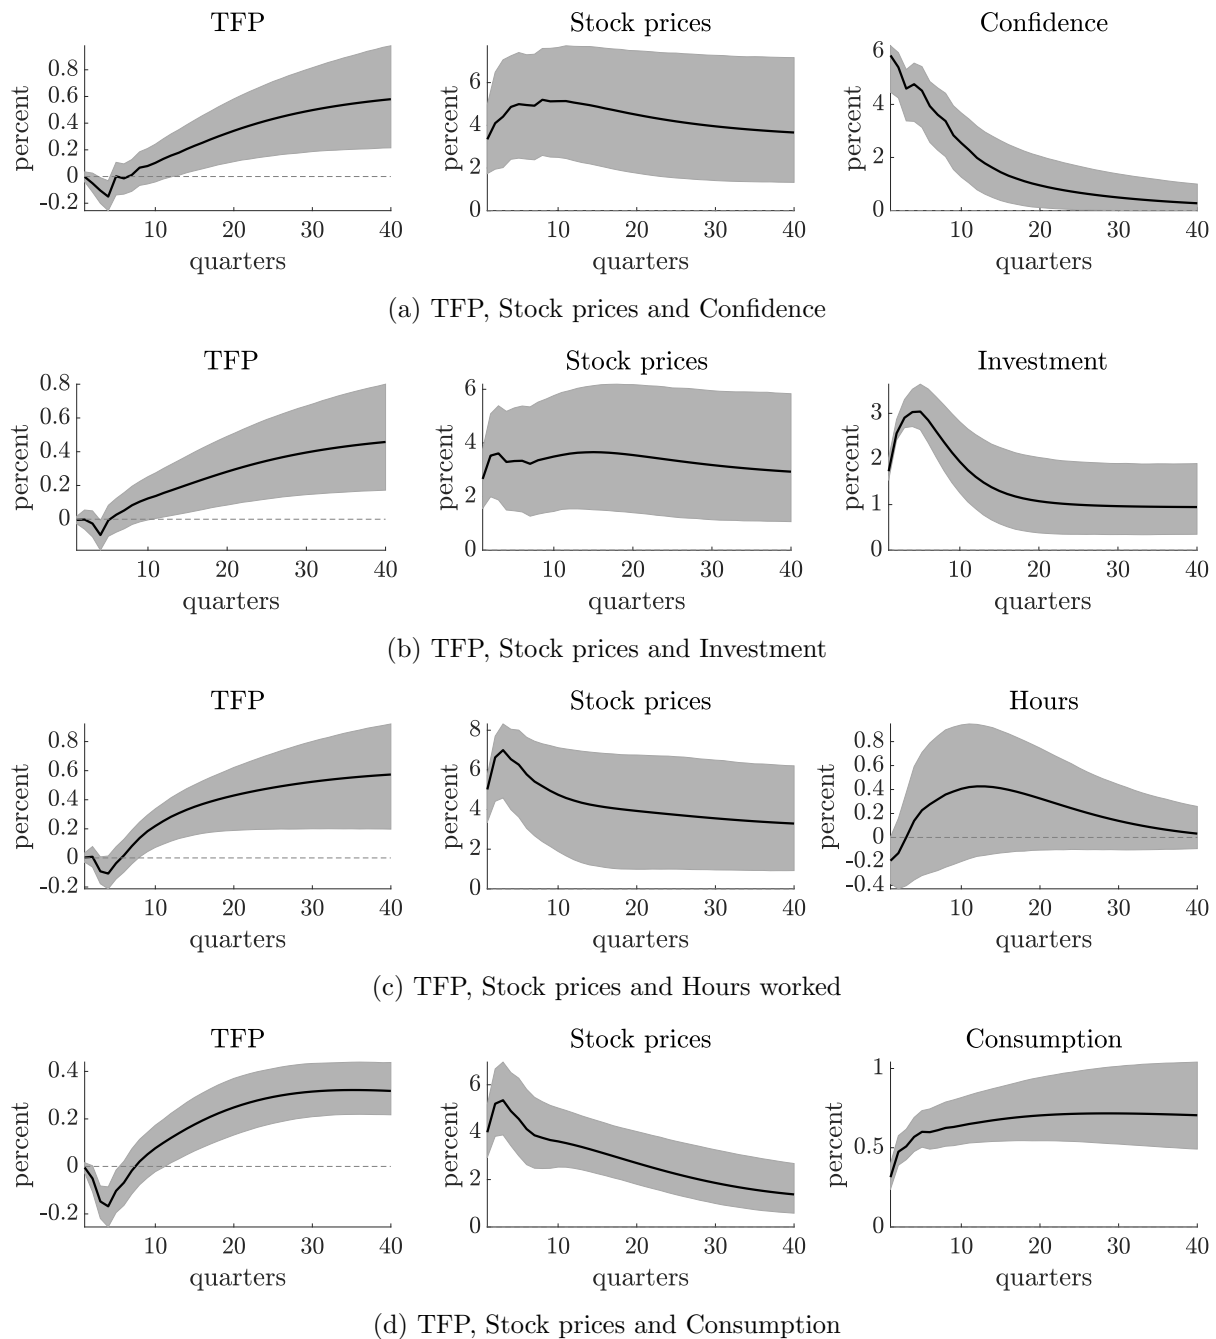 TFP Stock prices Confidence
percent 0.8 0.6 0.4 0.2 0 -0.2
percent 6 4 2 0
percent 6 4 2 0
10 20 30 40 10 20 30 40 10 20 30 40
quarters quarters quarters
(a) TFP, Stock prices and Confidence
TFP Stock prices Investment
percent 0.8 0.6 0.4 0.2 0
percent 6 4 2 0
percent 3 2 1 0
10 20 30 40 10 20 30 40 10 20 30 40
quarters quarters quarters
(b) TFP, Stock prices and Investment
TFP Stock prices Hours
percent 0.8 0.6 0.4 0.2 0 -0.2
percent 8 6 4 2 0
percent 0.8 0.6 0.4 0.2 0 -0.2 -0.4
10 20 30 40 10 20 30 40 10 20 30 40
quarters quarters quarters
(c) TFP, Stock prices and Hours worked
TFP Stock prices Consumption
percent 0.4 0.2 0 -0.2
percent 6 4 2 0
percent 1 0.5 0
10 20 30 40 10 20 30 40 10 20 30 40
quarters quarters quarters
(d) TFP, Stock prices and Consumption